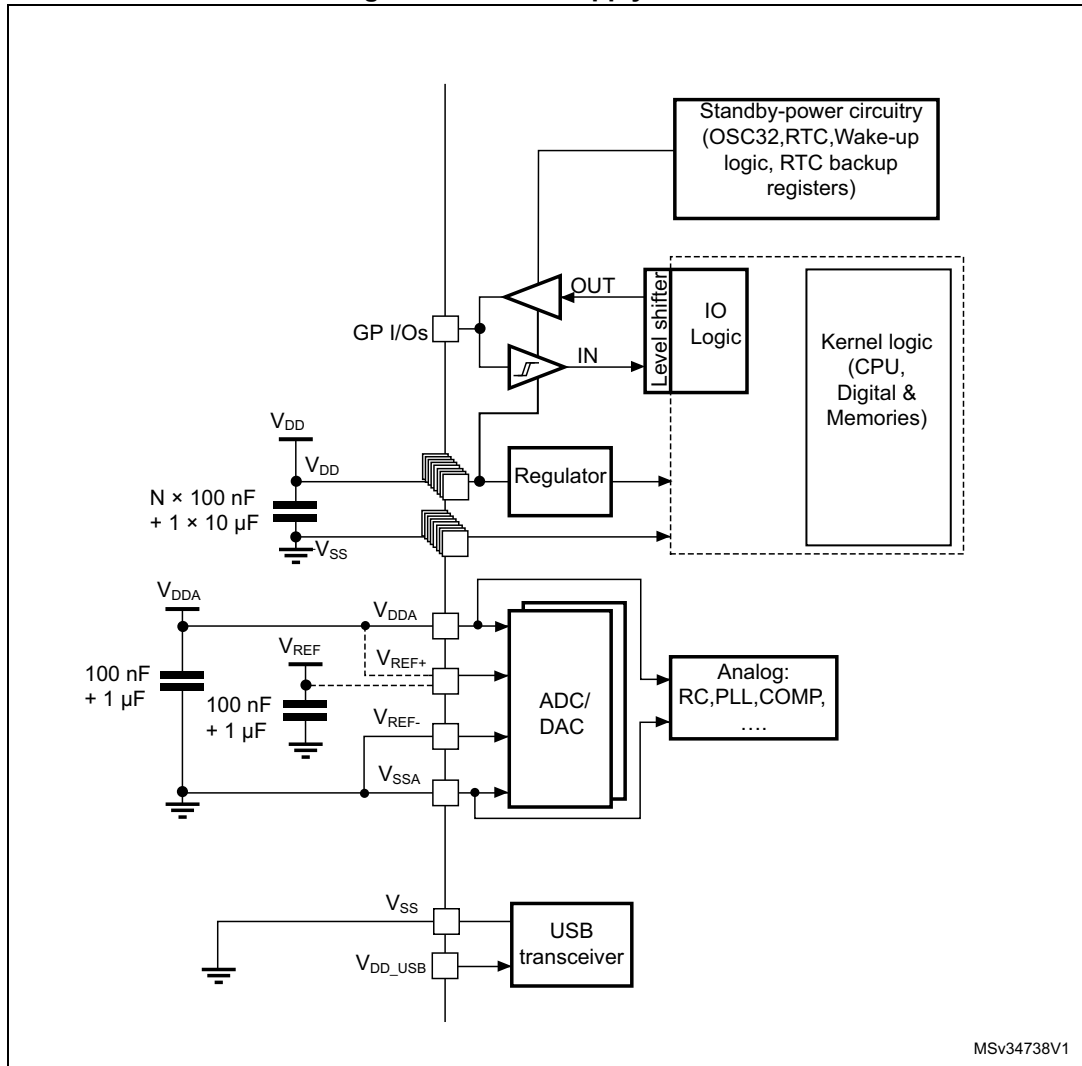 Standby-power circuitry
(OSC32,RTC,Wake-up
logic, RTC backup
registers)
OUT
Level shifter
IO
Logic
GP I/Os
IN
Kernel logic
(CPU,
Digital &
Memories)
VDD
VDD
Regulator
N × 100 nF
+ 1 × 10 µF
VSS
VDDA
VDDA
VREF
VREF+
100 nF
+ 1 µF
100 nF
+ 1 µF
VREF-
ADC/
DAC
Analog:
RC,PLL,COMP,
....
VSSA
VSS
USB
transceiver
VDD_USB
MSv34738V1